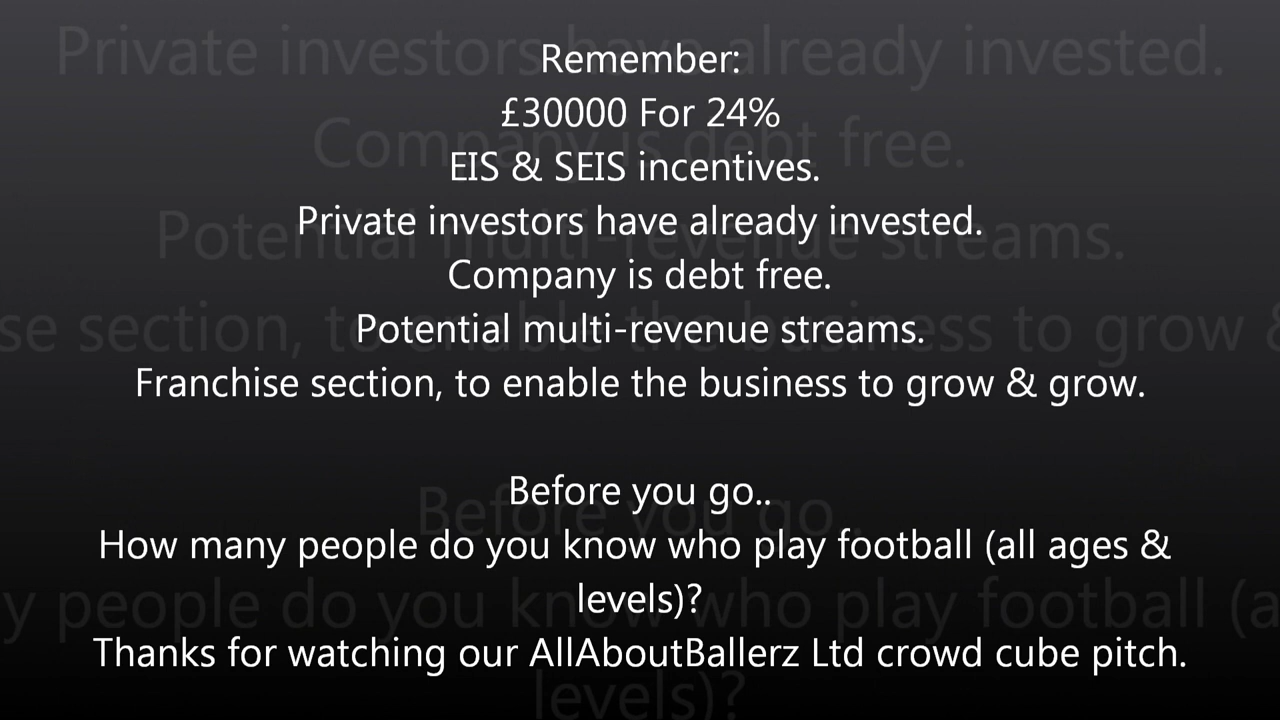 Remember:
£30000 For 24%
EIS & SEIS incentives.
Private investors have already invested.
Company is debt free.
Potential multi-revenue streams.
Franchise section, to enable the business to grow & grow.
Before you go..
How many people do you know who play football (all ages &
levels)?
Thanks for watching our AllAboutBallerz Ltd crowd cube pitch.